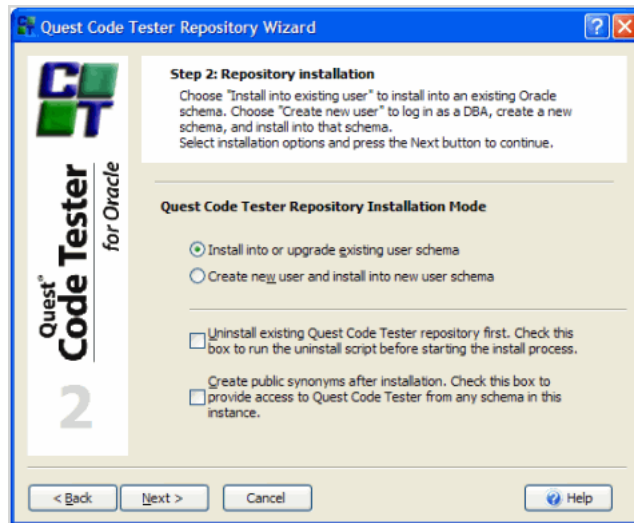 Quest Code Tester Repository Wizard
Step 2: Repository installation
Choose "Install into existing user" to install into an existing Oracle
schema. Choose "Create new user" to log in as a DBA, create a new
schema, and install into that schema.
Select installation options and press the Next button to continue.
CT
Quest®
Code Tester
for Oracle
2
Quest Code Tester Repository Installation Mode
Install into or upgrade existing user schema
Create new user and install into new user schema
Uninstall existing Quest Code Tester repository first. Check this
box to run the uninstall script before starting the install process.
Create public synonyms after installation. Check this box to
provide access to Quest Code Tester from any schema in this
instance.
< Back
Next >
Cancel
Help